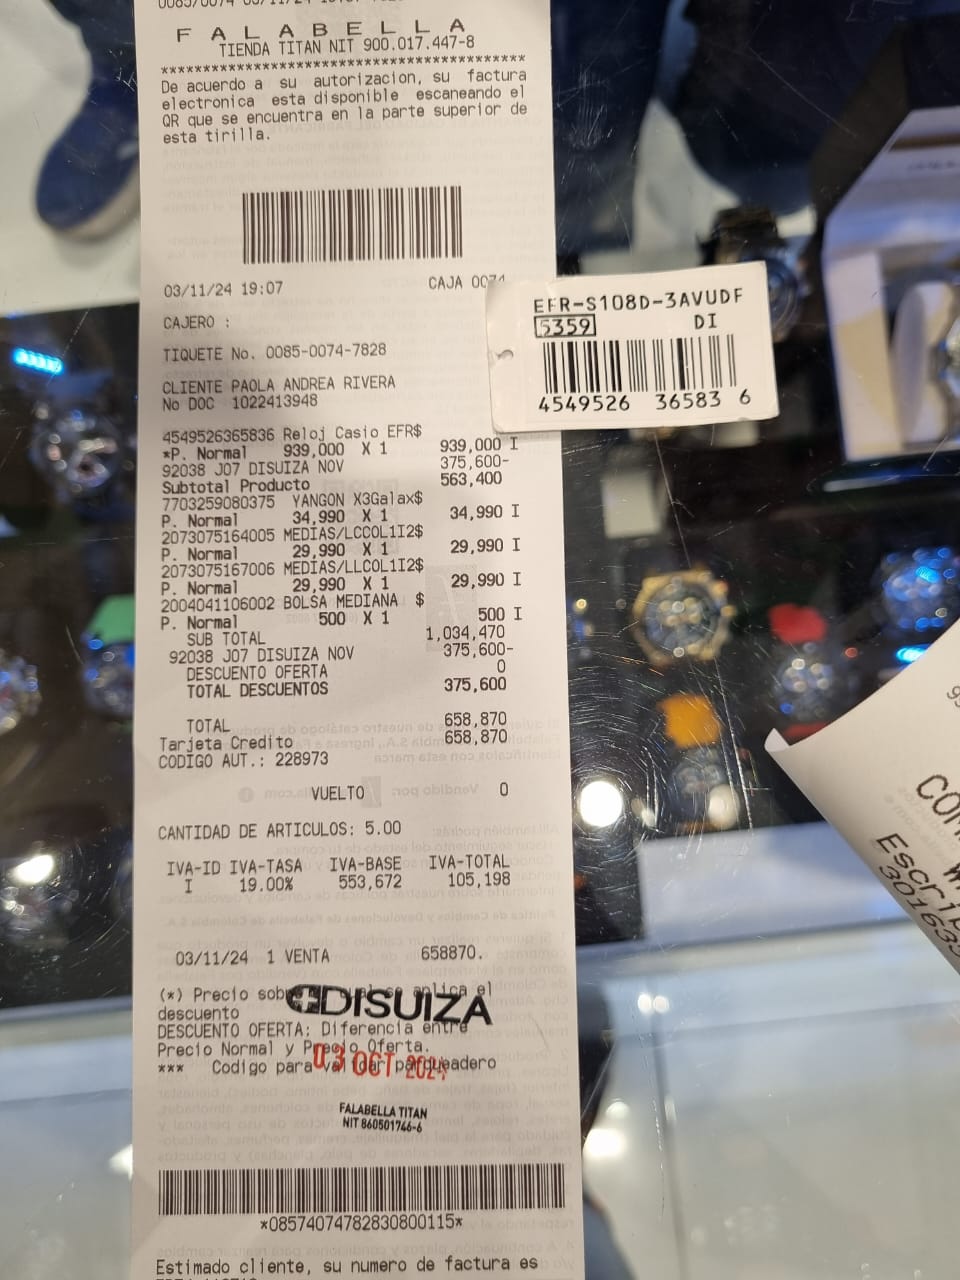 F A L A B E L L A
TIENDA TITAN NIT 900.017.447-8
****************************************
De acuerdo a su autorizacion, su factura
electronica esta disponible escaneando el
QR que se encuentra en la parte superior de
esta tirilla.
03/11/24 19:07 CAJA 0074
CAJERO :
TIQUETE No. 0085-0074-7828
CLIENTE PAOLA ANDREA RIVERA
No DOC 1022413948
4549526365836 Reloj Casio EFR$
*P. Normal 939,000 X 1 939,000 I
92038 J07 DISUIZA NOV 375,600-
Subtotal Producto 563,400
7703259080375 YANGON X3Galax$
P. Normal 34,990 X 1 34,990 I
2073075164005 MEDIAS/LCCOL1I2$
P. Normal 29,990 X 1 29,990 I
2073075167006 MEDIAS/LLCOL1I2$
P. Normal 29,990 X 1 29,990 I
2004041106002 BOLSA MEDIANA $
P. Normal 500 X 1 500 I
SUB TOTAL 1,034,470
92038 J07 DISUIZA NOV 375,600-
DESCUENTO OFERTA 0
TOTAL DESCUENTOS 375,600
TOTAL 658,870
Tarjeta Credito 658,870
CODIGO AUT.: 228973
VUELTO 0
CANTIDAD DE ARTICULOS: 5.00
IVA-ID IVA-TASA IVA-BASE IVA-TOTAL
I 19.00% 553,672 105,198
03/11/24 1 VENTA 658870.
(*) Precio sobre aplica el
DISUIZA
descuento
DESCUENTO OFERTA: Diferencia entre
Precio Normal y Precio Oferta.
03 OCT 2024
*** Codigo para validar parqueadero
FALABELLA TITAN
NIT 860501746-6
*08574074782830800115*
Estimado cliente, su numero de factura es
EFR-S108D-3AVUDF
5359 DI
4549526 36583 6